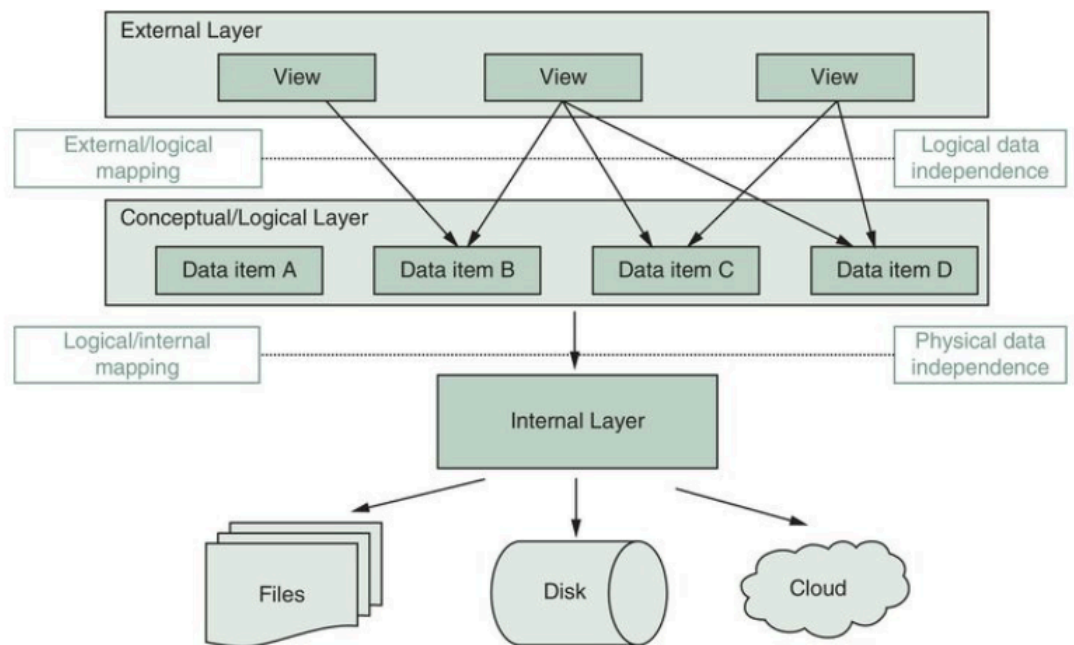 External Layer
View
View
View
External/logical
mapping
Logical data
independence
Conceptual/Logical Layer
Data item A
Data item B
Data item C
Data item D
Logical/internal
mapping
Physical data
independence
Internal Layer
Files
Disk
Cloud